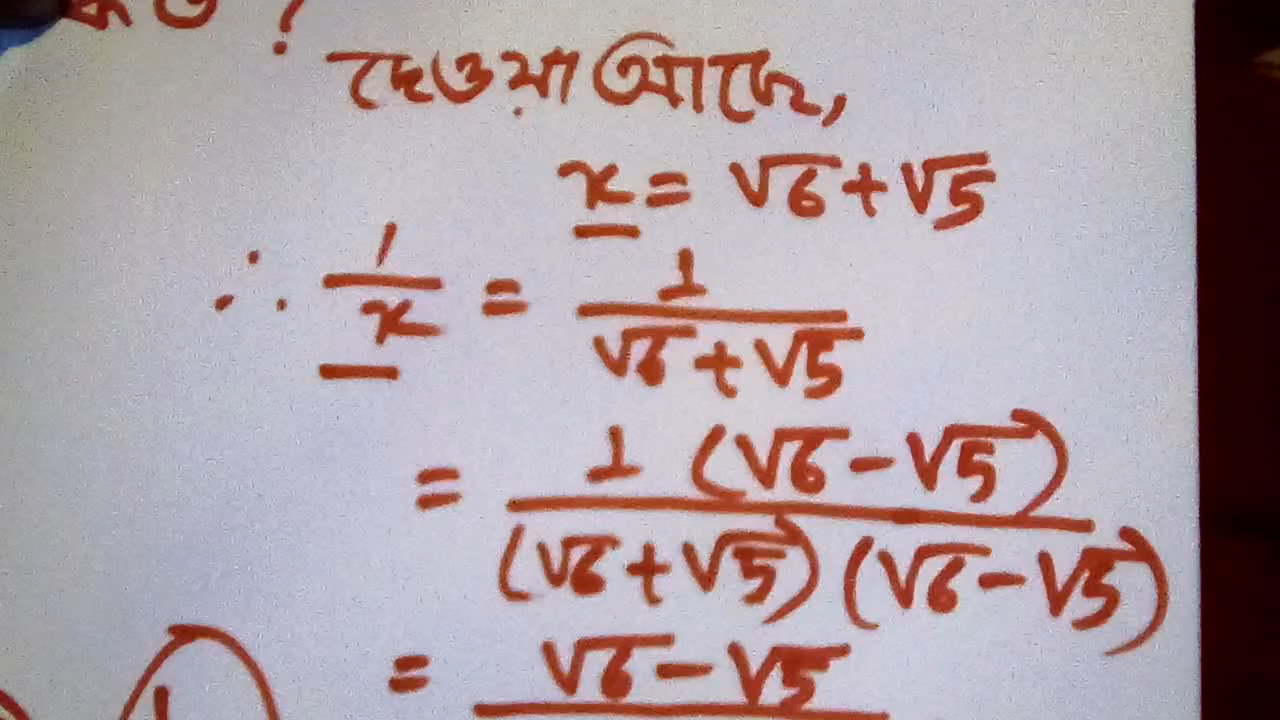 ?
দেওয়া আছে,
x = √6 + √5
∴ 1/x = 1/(√6 + √5)
= 1 (√6 - √5)/(√6 + √5) (√6 - √5)
= √6 - √5